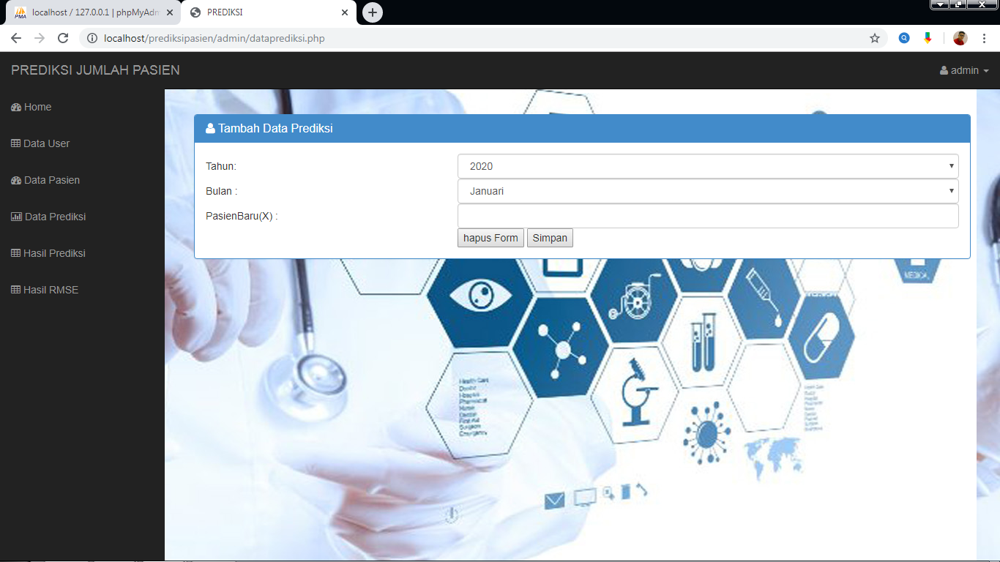 localhost / 127.0.0.1 | phpMyAdm
PREDIKSI
localhost/prediksipasien/admin/dataprediksi.php
PREDIKSI JUMLAH PASIEN
admin
Home
Data User
Data Pasien
Data Prediksi
Hasil Prediksi
Hasil RMSE
Tambah Data Prediksi
Tahun:
2020
Bulan :
Januari
PasienBaru(X) :
hapus Form
Simpan
MEDICAL
Health Care
Doctor
Hospital
Pharmacist
Nurse
Dentist
First Aid
Surgeon
Emergency